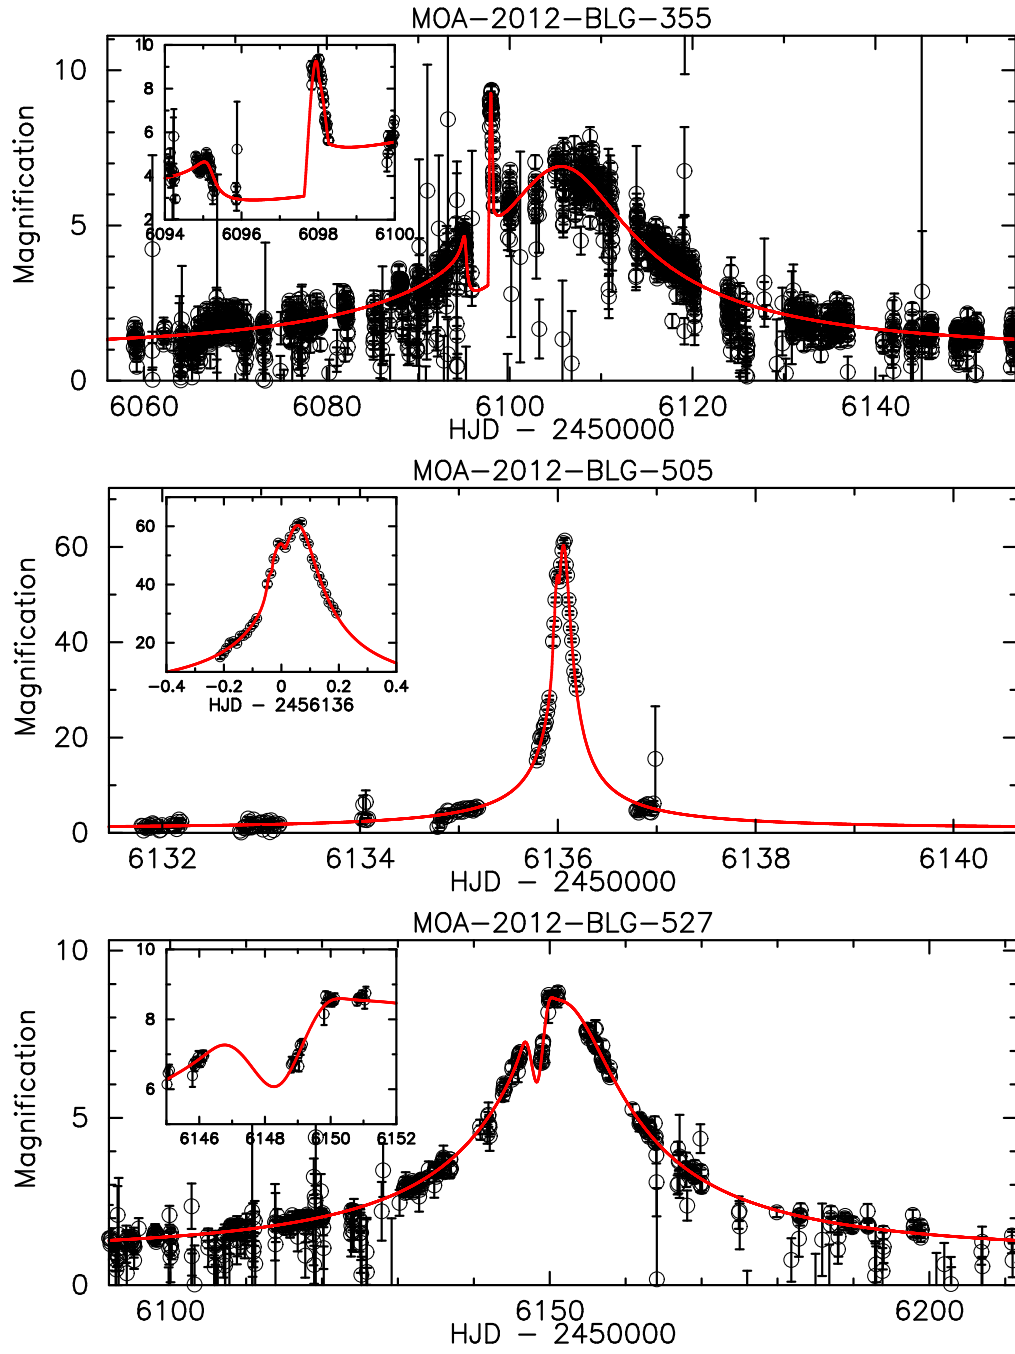 MOA-2012-BLG-355
Magnification
10
5
0
10
8
6
4
2
6094 6096 6098 6100
6060 6080 6100 6120 6140
HJD - 2450000
MOA-2012-BLG-505
Magnification
60
40
20
0
60
40
20
-0.4 -0.2 0 0.2 0.4
HJD - 2456136
6132 6134 6136 6138 6140
HJD - 2450000
MOA-2012-BLG-527
Magnification
10
5
0
10
8
6
6146 6148 6150 6152
6100 6150 6200
HJD - 2450000